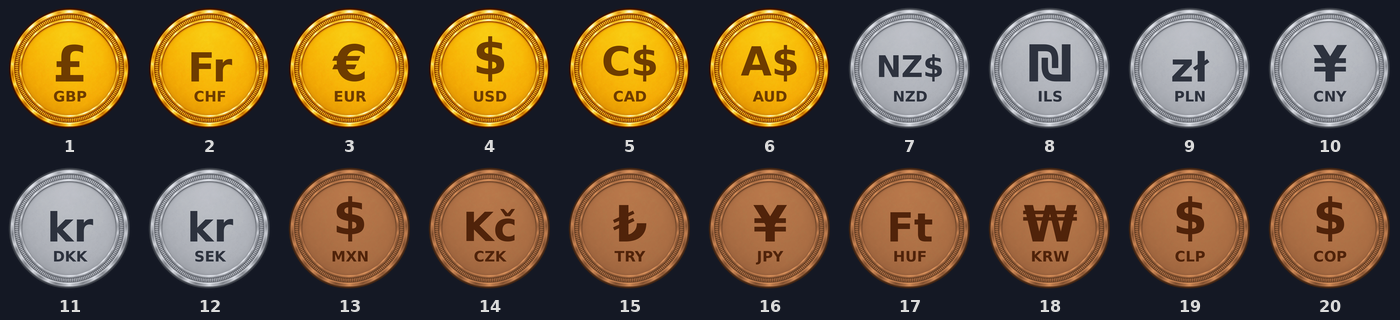 £ Fr € $ C$ A$ NZ$ ₪ zł ¥
GBP CHF EUR USD CAD AUD NZD ILS PLN CNY
1 2 3 4 5 6 7 8 9 10
kr kr $ Kč ₺ ¥ Ft ₩ $ $
DKK SEK MXN CZK TRY JPY HUF KRW CLP COP
11 12 13 14 15 16 17 18 19 20